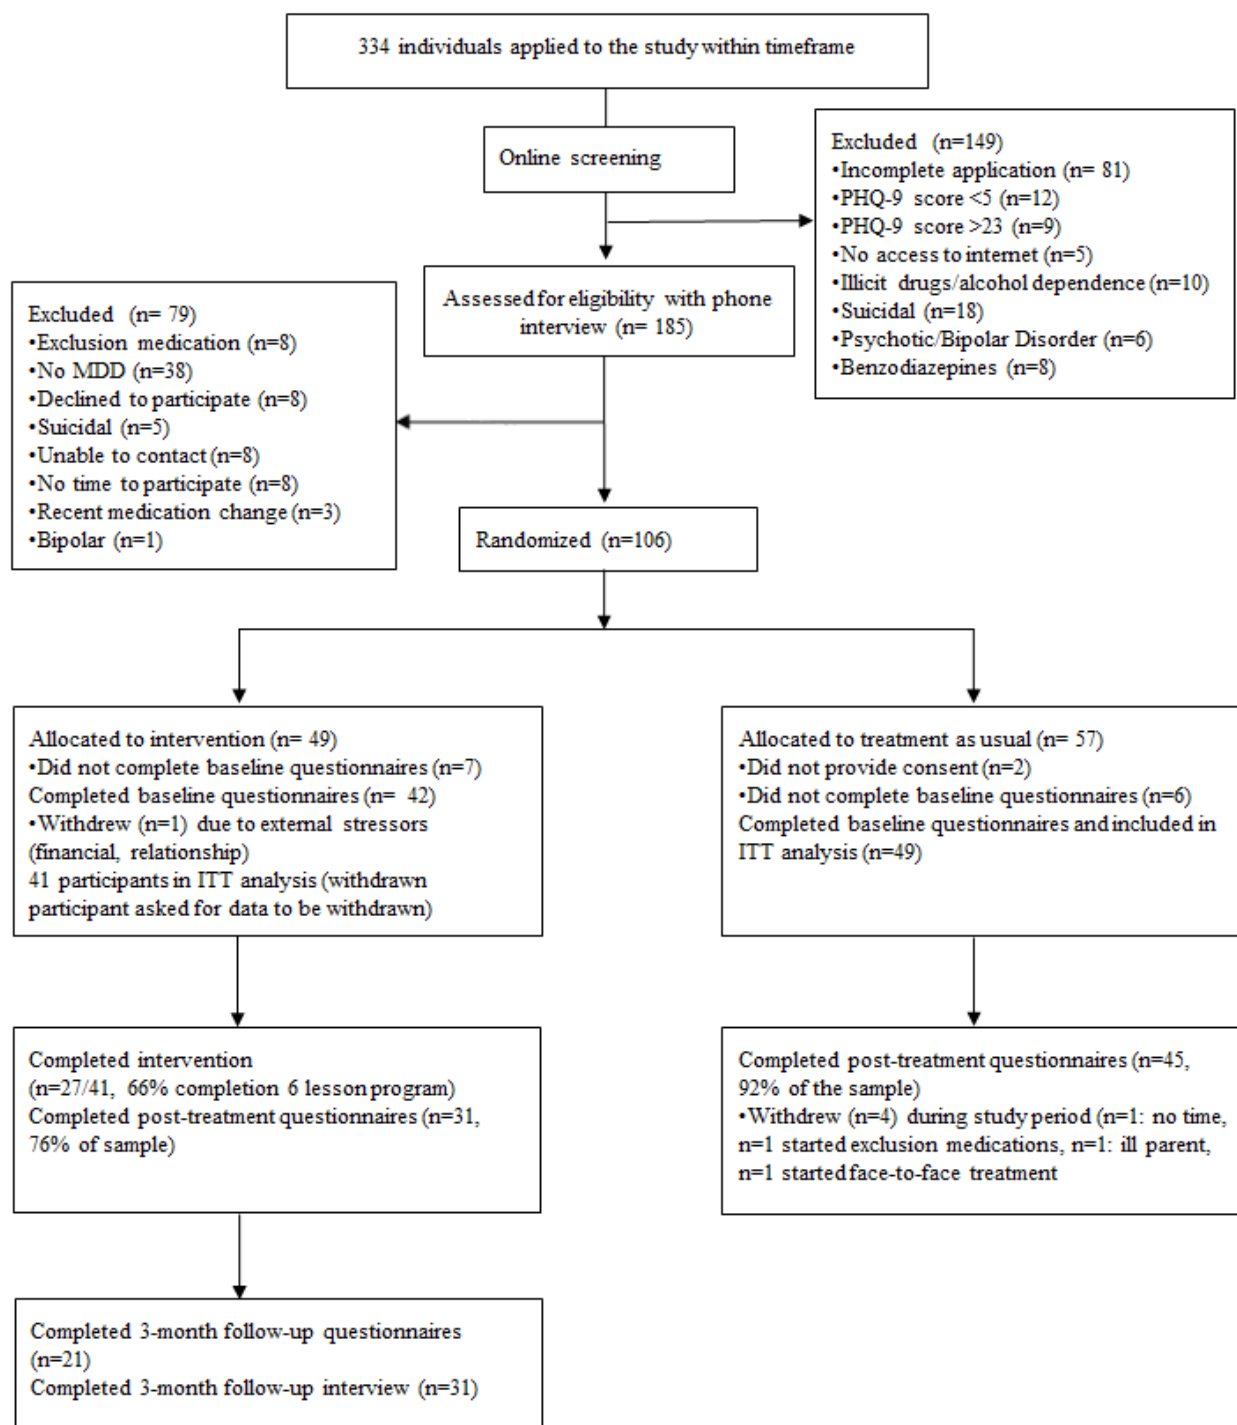 334 individuals applied to the study within timeframe
Online screening
Excluded (n=149)
•Incomplete application (n= 81)
•PHQ-9 score <5 (n=12)
•PHQ-9 score >23 (n=9)
•No access to internet (n=5)
•Illicit drugs/alcohol dependence (n=10)
•Suicidal (n=18)
•Psychotic/Bipolar Disorder (n=6)
•Benzodiazepines (n=8)
Assessed for eligibility with phone
interview (n= 185)
Excluded (n= 79)
•Exclusion medication (n=8)
•No MDD (n=38)
•Declined to participate (n=8)
•Suicidal (n=5)
•Unable to contact (n=8)
•No time to participate (n=8)
•Recent medication change (n=3)
•Bipolar (n=1)
Randomized (n=106)
Allocated to intervention (n= 49)
•Did not complete baseline questionnaires (n=7)
Completed baseline questionnaires (n= 42)
•Withdrew (n=1) due to external stressors
(financial, relationship)
41 participants in ITT analysis (withdrawn
participant asked for data to be withdrawn)
Allocated to treatment as usual (n= 57)
•Did not provide consent (n=2)
•Did not complete baseline questionnaires (n=6)
Completed baseline questionnaires and included in
ITT analysis (n=49)
Completed intervention
(n=27/41, 66% completion 6 lesson program)
Completed post-treatment questionnaires (n=31,
76% of sample)
Completed post-treatment questionnaires (n=45,
92% of the sample)
•Withdrew (n=4) during study period (n=1: no time,
n=1 started exclusion medications, n=1: ill parent,
n=1 started face-to-face treatment
Completed 3-month follow-up questionnaires
(n=21)
Completed 3-month follow-up interview (n=31)